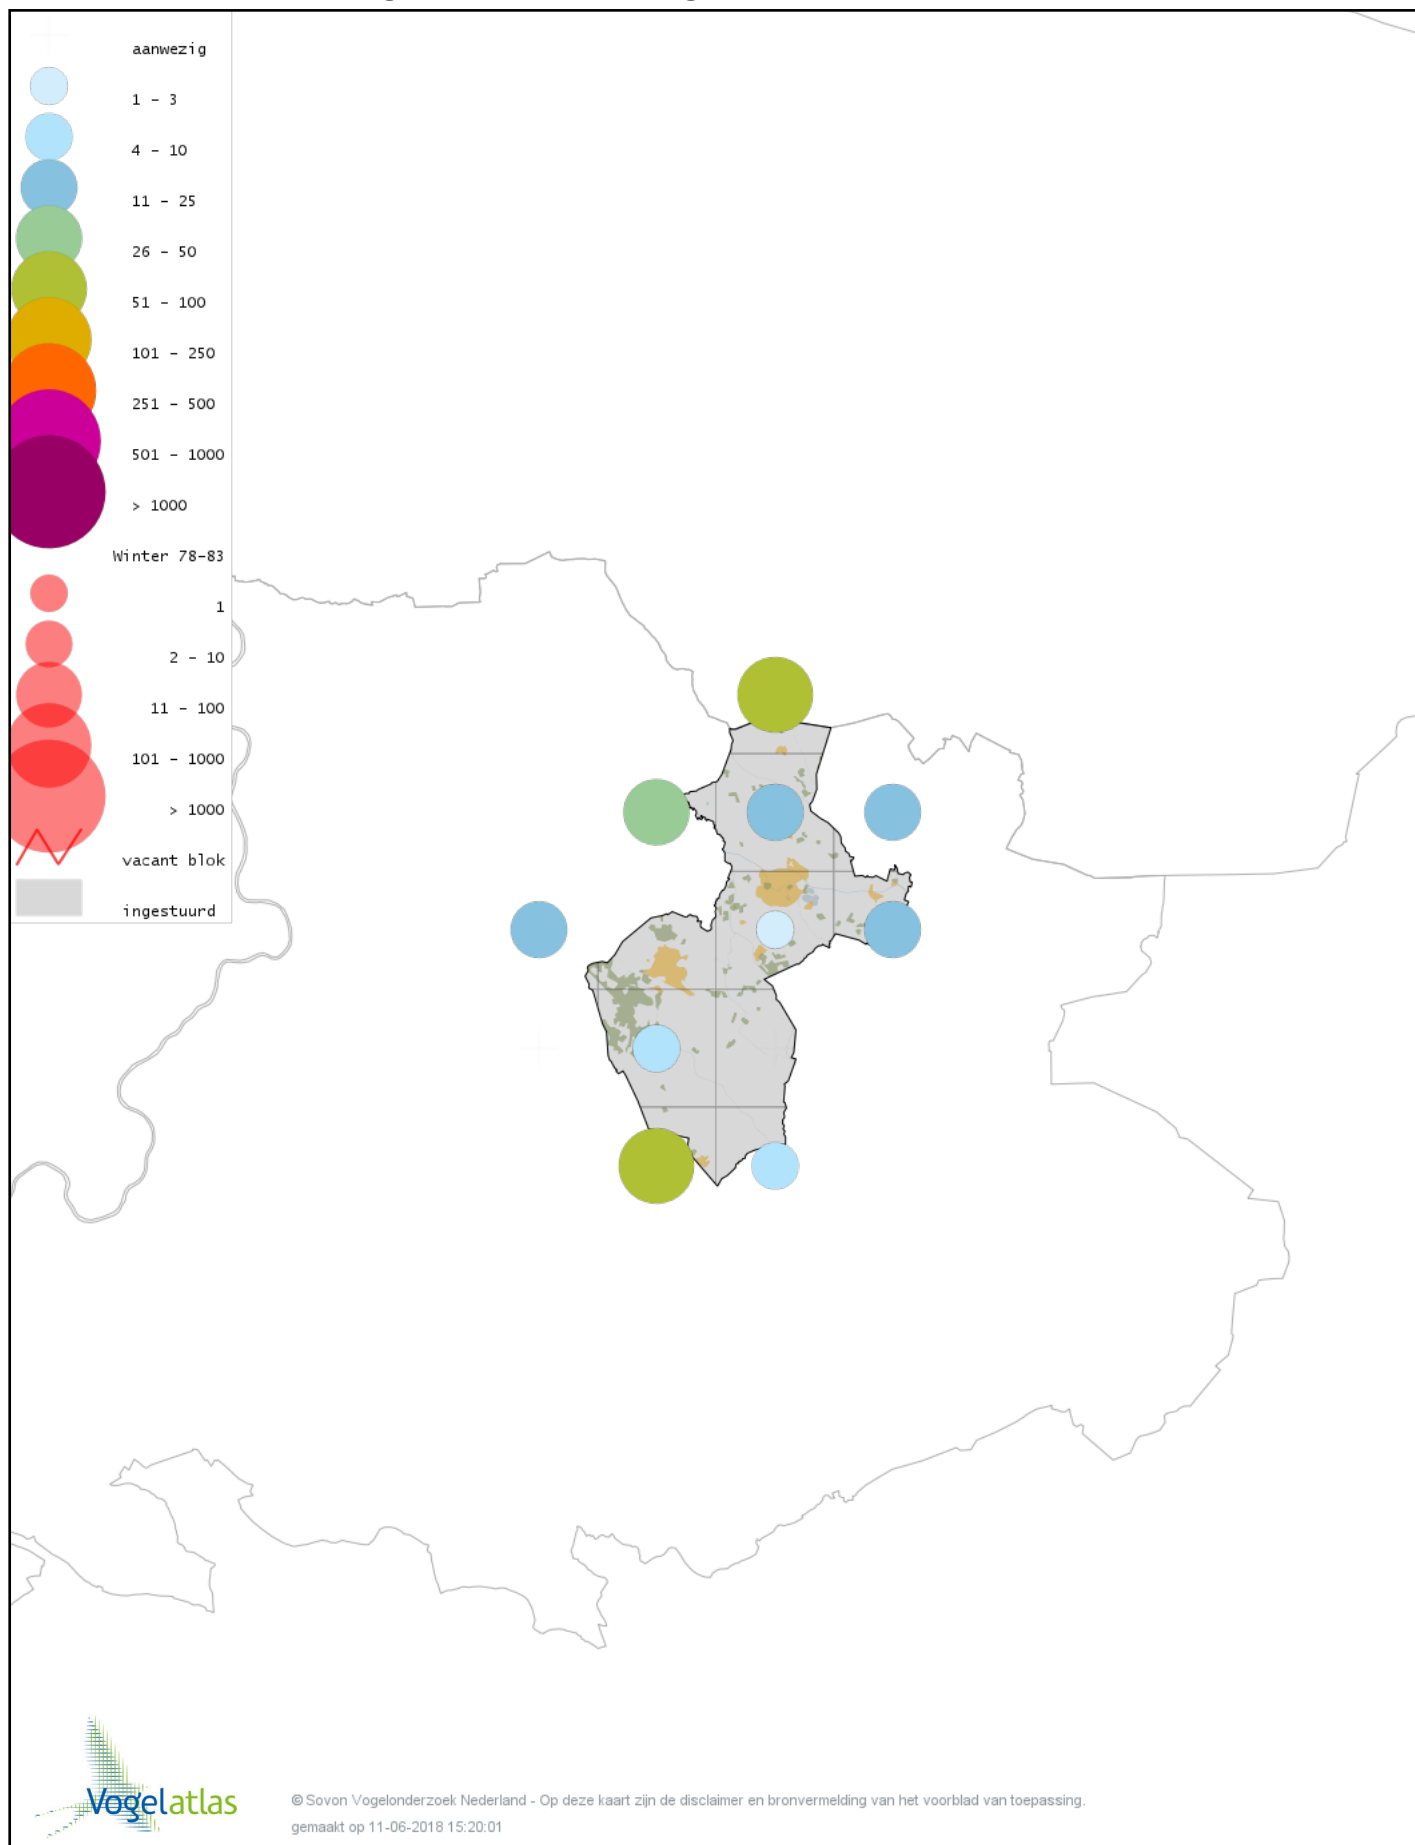 aanwezig
1 - 3
4 - 10
11 - 25
26 - 50
51 - 100
101 - 250
251 - 500
501 - 1000
> 1000
Winter 78-83
1
2 - 10
11 - 100
101 - 1000
> 1000
vacant blok
ingestuurd
Vogelatlas
© Sovon Vogelonderzoek Nederland - Op deze kaart zijn de disclaimer en bronvermelding van het voorblad van toepassing.
gemaakt op 11-06-2018 15:20:01